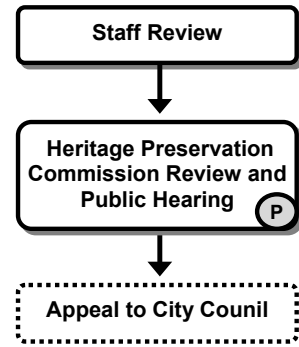 Staff Review
Heritage Preservation
Commission Review and
Public Hearing
P
Appeal to City Counil